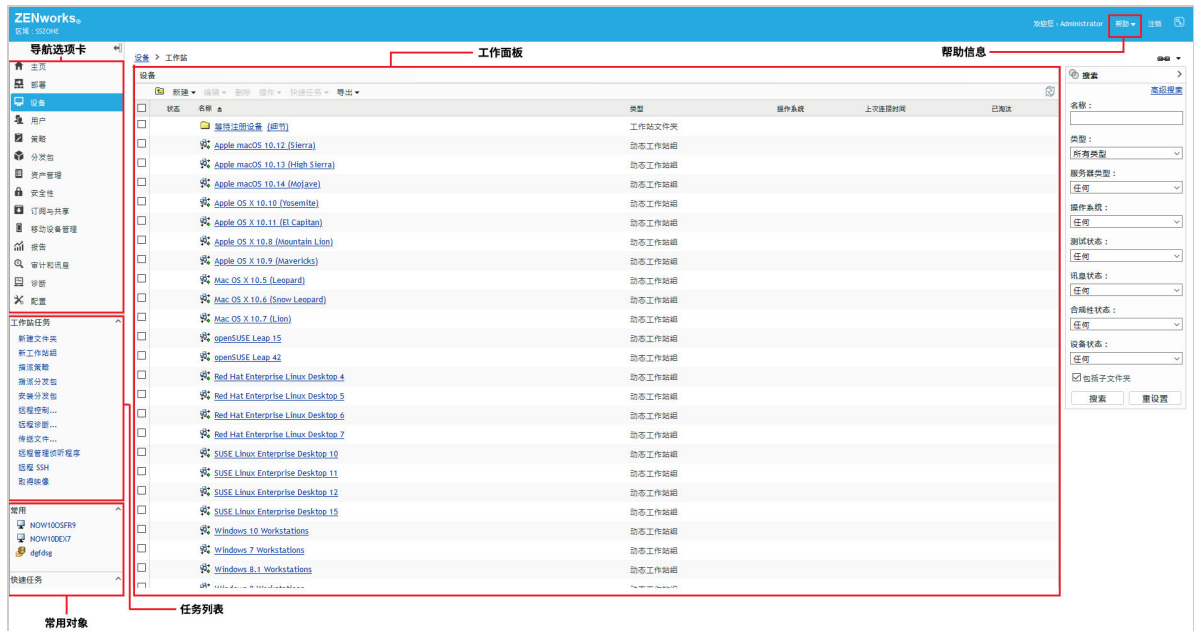 ZENworks®
区域：SSZONE
欢迎您，Administrator
帮助
注销
导航选项卡
工作面板
帮助信息
设备 > 工作站
主页
部署
设备
用户
策略
分发包
资产管理
安全性
订阅与共享
移动设备管理
报告
审计和讯息
诊断
配置
工作站任务
新建文件夹
新工作站组
指派策略
指派分发包
安装分发包
远程控制...
远程诊断...
传送文件...
远程管理侦听程序
远程 SSH
取得映像
常用
NOW10OSFR9
NOW10DEX7
dgfdsg
快速任务
常用对象
任务列表
设备
新建 编辑 删除 操作 快速任务 导出
状态 名称 类型 操作系统 上次连接时间 已淘汰
等待注册设备 (细节) 工作站文件夹
Apple macOS 10.12 (Sierra) 动态工作站组
Apple macOS 10.13 (High Sierra) 动态工作站组
Apple macOS 10.14 (Mojave) 动态工作站组
Apple OS X 10.10 (Yosemite) 动态工作站组
Apple OS X 10.11 (El Capitan) 动态工作站组
Apple OS X 10.8 (Mountain Lion) 动态工作站组
Apple OS X 10.9 (Mavericks) 动态工作站组
Mac OS X 10.5 (Leopard) 动态工作站组
Mac OS X 10.6 (Snow Leopard) 动态工作站组
Mac OS X 10.7 (Lion) 动态工作站组
openSUSE Leap 15 动态工作站组
openSUSE Leap 42 动态工作站组
Red Hat Enterprise Linux Desktop 4 动态工作站组
Red Hat Enterprise Linux Desktop 5 动态工作站组
Red Hat Enterprise Linux Desktop 6 动态工作站组
Red Hat Enterprise Linux Desktop 7 动态工作站组
SUSE Linux Enterprise Desktop 10 动态工作站组
SUSE Linux Enterprise Desktop 11 动态工作站组
SUSE Linux Enterprise Desktop 12 动态工作站组
SUSE Linux Enterprise Desktop 15 动态工作站组
Windows 10 Workstations 动态工作站组
Windows 7 Workstations 动态工作站组
Windows 8.1 Workstations 动态工作站组
搜索
高级搜索
名称：
类型：
所有类型
服务器类型：
任何
操作系统：
任何
测试状态：
任何
讯息状态：
任何
合规性状态：
任何
设备状态：
任何
包括子文件夹
搜索 重设置